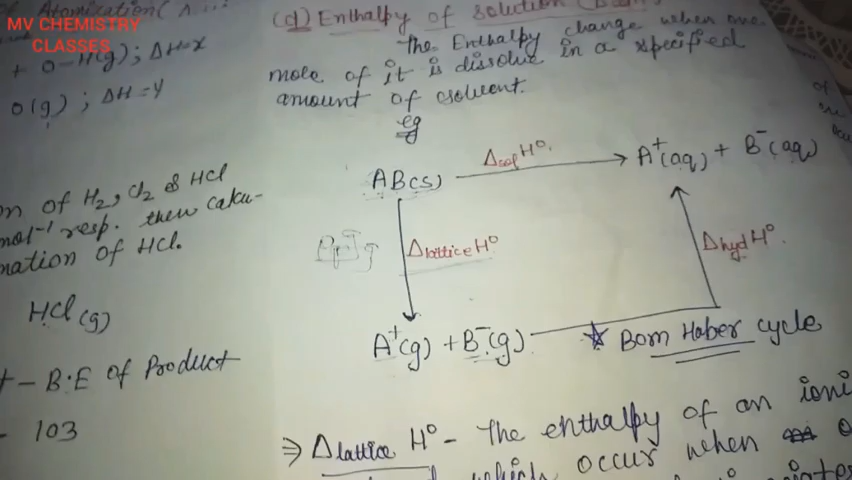 MV CHEMISTRY
CLASSES
Atomization (
+ O-H(g); ΔH=x
O(g) ; ΔH=y
on of H₂, Cl₂ & HCl
mol⁻¹ resp. then calcu-
mation of HCl.
HCl(g)
- B.E of Product
- 103
(d) Enthalpy of solution
The Enthalpy change when one
mole of it is dissolve in a specified
amount of solvent.
eg
AB(s) ΔsolH° A⁺(aq) + B⁻(aq)
ΔlatticeH° ΔhydH°.
A⁺(g) + B⁻(g) ☆ Born Haber cycle
⇒ Δlattice H° - The enthalpy of an ioni
which occur when